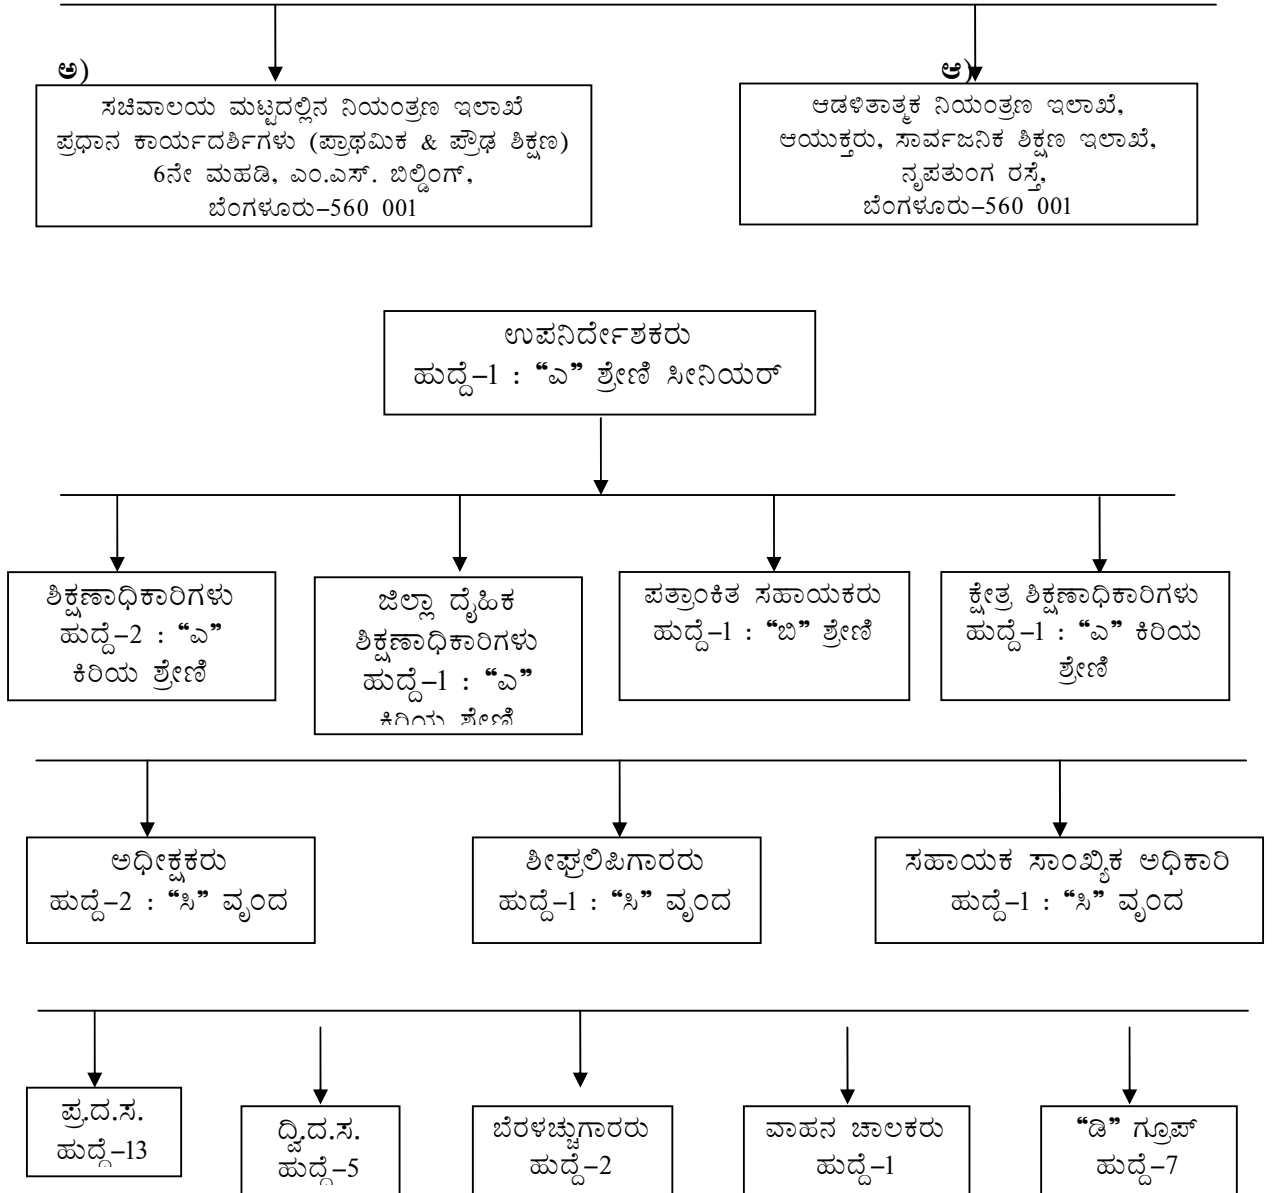 ಅ)
ಆ)
ಸಚಿವಾಲಯ ಮಟ್ಟದಲ್ಲಿನ ನಿಯಂತ್ರಣ ಇಲಾಖೆ
ಪ್ರಧಾನ ಕಾರ್ಯದರ್ಶಿಗಳು (ಪ್ರಾಥಮಿಕ & ಪ್ರೌಢ ಶಿಕ್ಷಣ)
6ನೇ ಮಹಡಿ, ಎಂ.ಎಸ್. ಬಿಲ್ಡಿಂಗ್,
ಬೆಂಗಳೂರು–560 001
ಆಡಳಿತಾತ್ಮಕ ನಿಯಂತ್ರಣ ಇಲಾಖೆ,
ಆಯುಕ್ತರು, ಸಾರ್ವಜನಿಕ ಶಿಕ್ಷಣ ಇಲಾಖೆ,
ನೃಪತುಂಗ ರಸ್ತೆ,
ಬೆಂಗಳೂರು–560 001
ಉಪನಿರ್ದೇಶಕರು
ಹುದ್ದೆ–1 : “ಎ” ಶ್ರೇಣಿ ಸೀನಿಯರ್
ಶಿಕ್ಷಣಾಧಿಕಾರಿಗಳು
ಹುದ್ದೆ–2 : “ಎ”
ಕಿರಿಯ ಶ್ರೇಣಿ
ಜಿಲ್ಲಾ ದೈಹಿಕ
ಶಿಕ್ಷಣಾಧಿಕಾರಿಗಳು
ಹುದ್ದೆ–1 : “ಎ”
ಕಿರಿಯ ಶ್ರೇಣಿ
ಪತ್ರಾಂಕಿತ ಸಹಾಯಕರು
ಹುದ್ದೆ–1 : “ಬಿ” ಶ್ರೇಣಿ
ಕ್ಷೇತ್ರ ಶಿಕ್ಷಣಾಧಿಕಾರಿಗಳು
ಹುದ್ದೆ–1 : “ಎ” ಕಿರಿಯ
ಶ್ರೇಣಿ
ಅಧೀಕ್ಷಕರು
ಹುದ್ದೆ–2 : “ಸಿ” ವೃಂದ
ಶೀಘ್ರಲಿಪಿಗಾರರು
ಹುದ್ದೆ–1 : “ಸಿ” ವೃಂದ
ಸಹಾಯಕ ಸಾಂಖ್ಯಿಕ ಅಧಿಕಾರಿ
ಹುದ್ದೆ–1 : “ಸಿ” ವೃಂದ
ಪ್ರ.ದ.ಸ.
ಹುದ್ದೆ–13
ದ್ವಿ.ದ.ಸ.
ಹುದ್ದೆ–5
ಬೆರಳಚ್ಚುಗಾರರು
ಹುದ್ದೆ–2
ವಾಹನ ಚಾಲಕರು
ಹುದ್ದೆ–1
“ಡಿ” ಗ್ರೂಪ್
ಹುದ್ದೆ–7